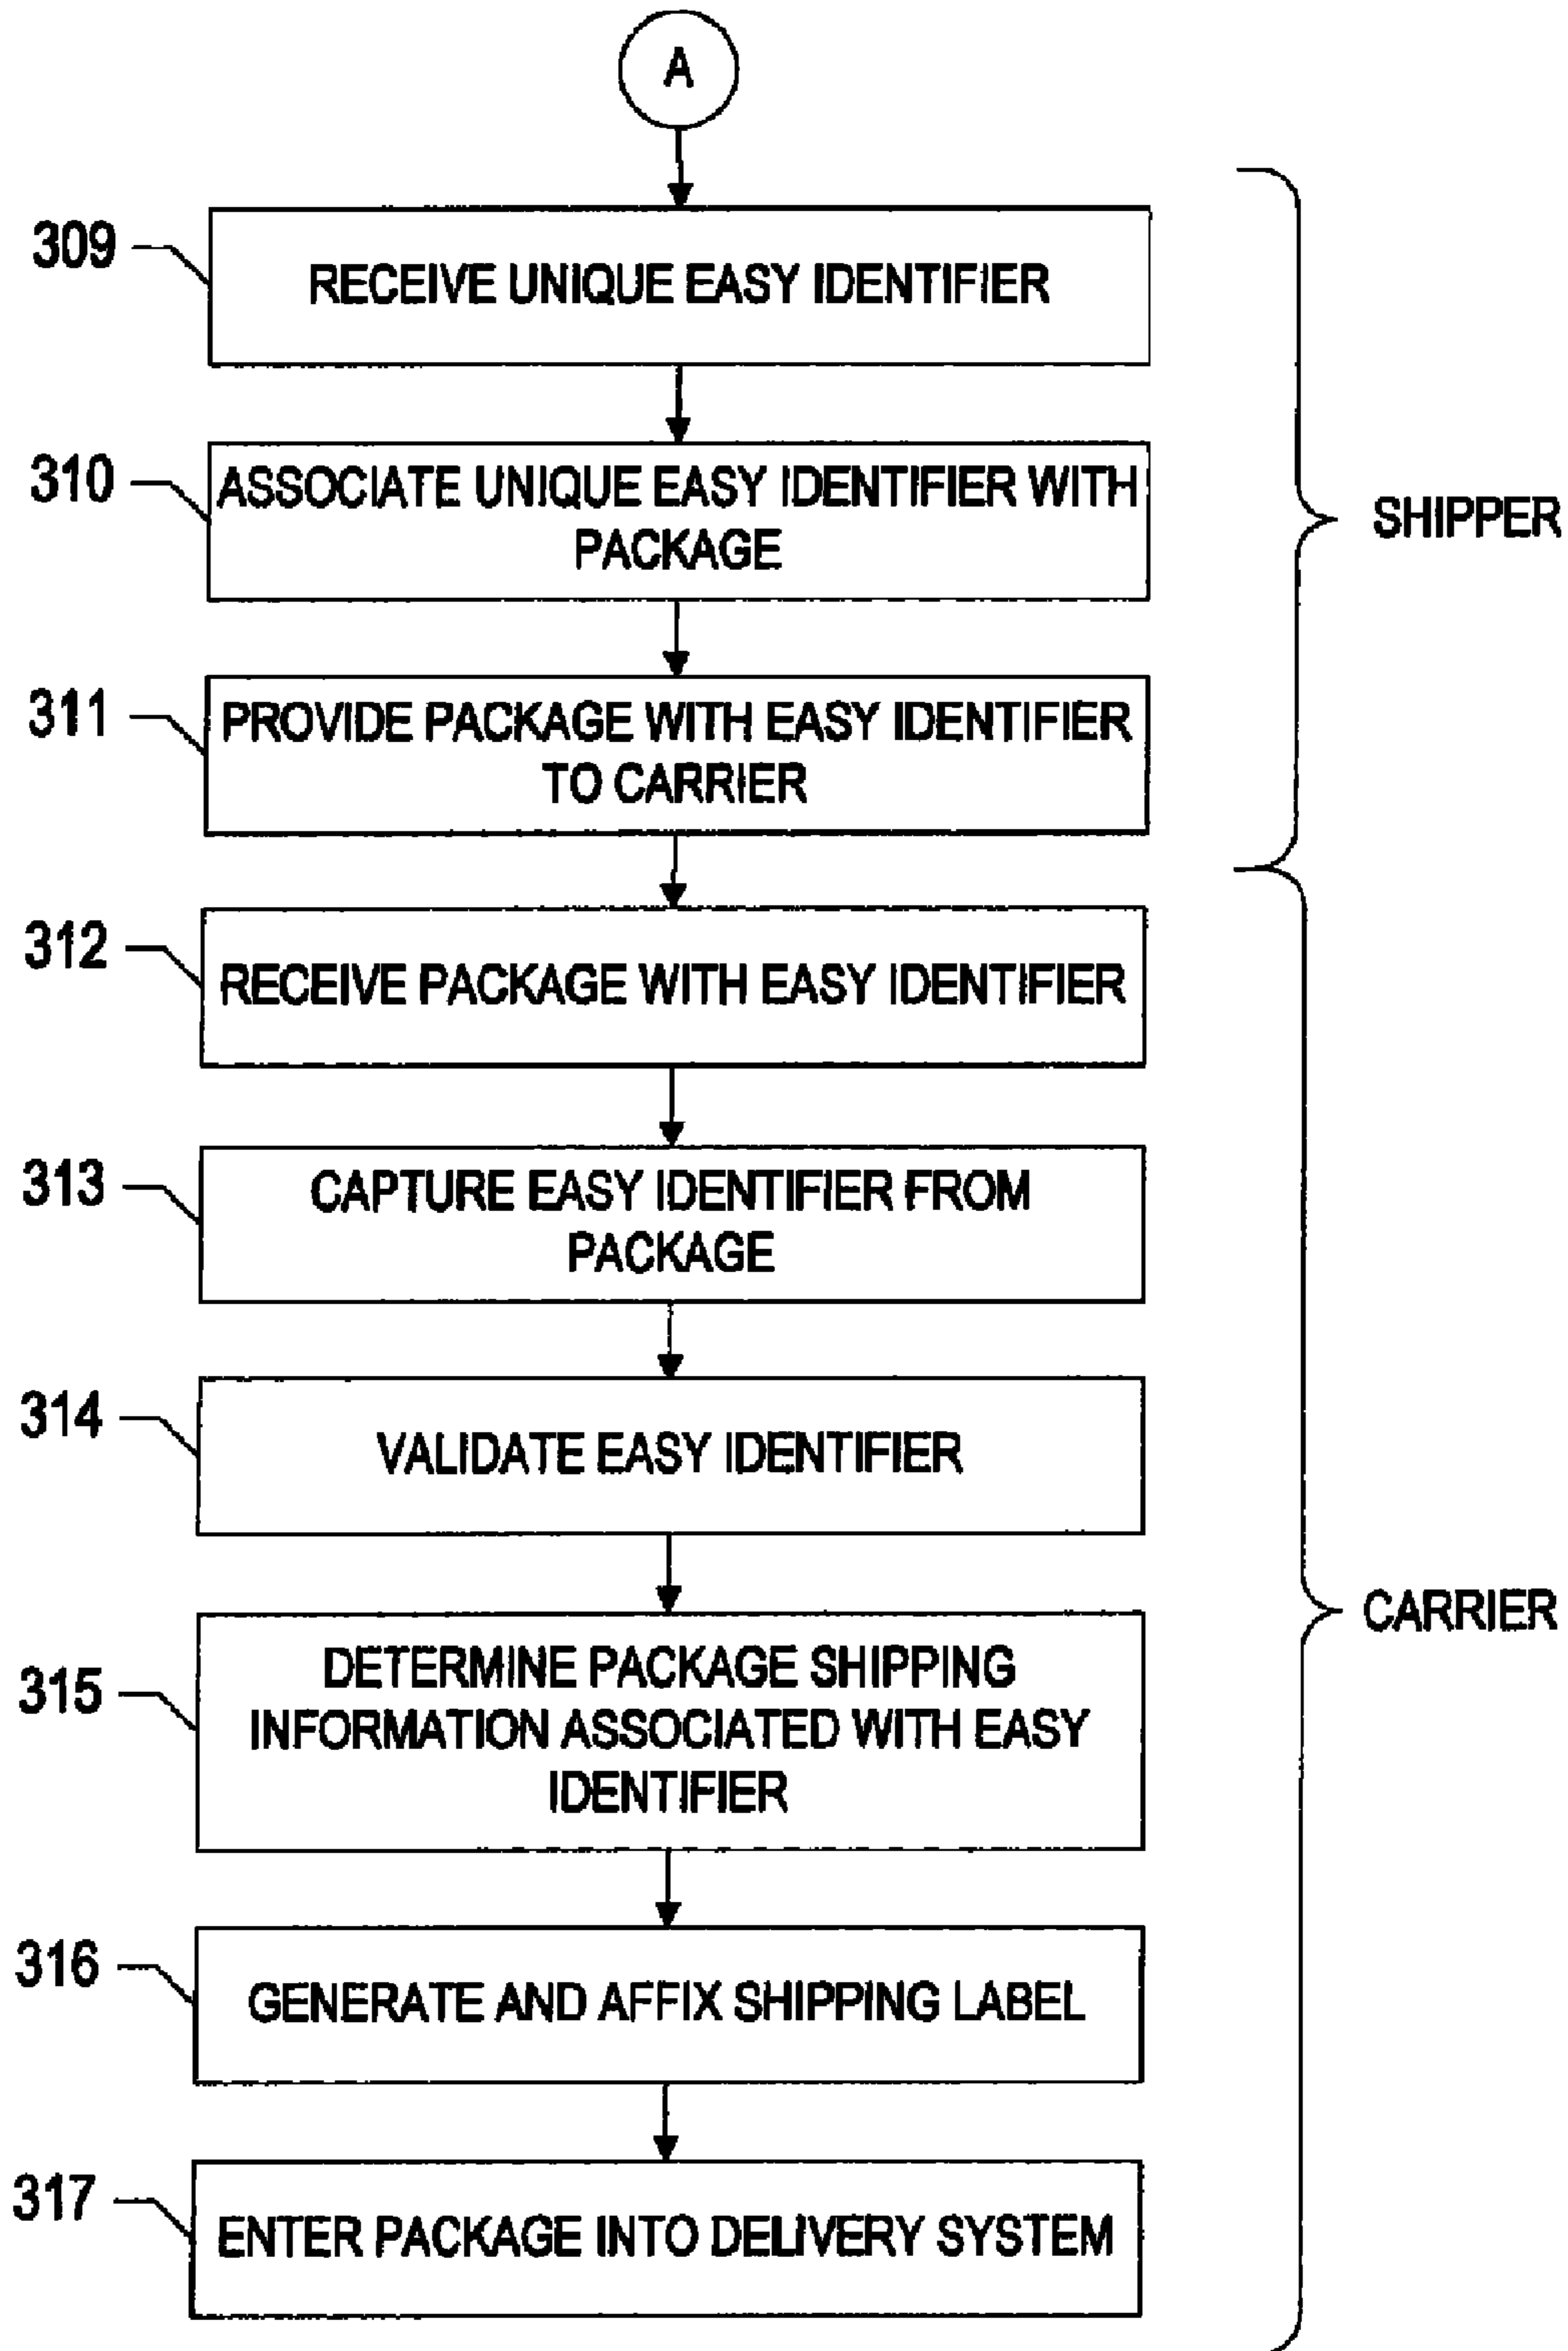 A
309
RECEIVE UNIQUE EASY IDENTIFIER
310
ASSOCIATE UNIQUE EASY IDENTIFIER WITH
PACKAGE
SHIPPER
311
PROVIDE PACKAGE WITH EASY IDENTIFIER
TO CARRIER
312
RECEIVE PACKAGE WITH EASY IDENTIFIER
313
CAPTURE EASY IDENTIFIER FROM
PACKAGE
314
VALIDATE EASY IDENTIFIER
CARRIER
315
DETERMINE PACKAGE SHIPPING
INFORMATION ASSOCIATED WITH EASY
IDENTIFIER
316
GENERATE AND AFFIX SHIPPING LABEL
317
ENTER PACKAGE INTO DELIVERY SYSTEM